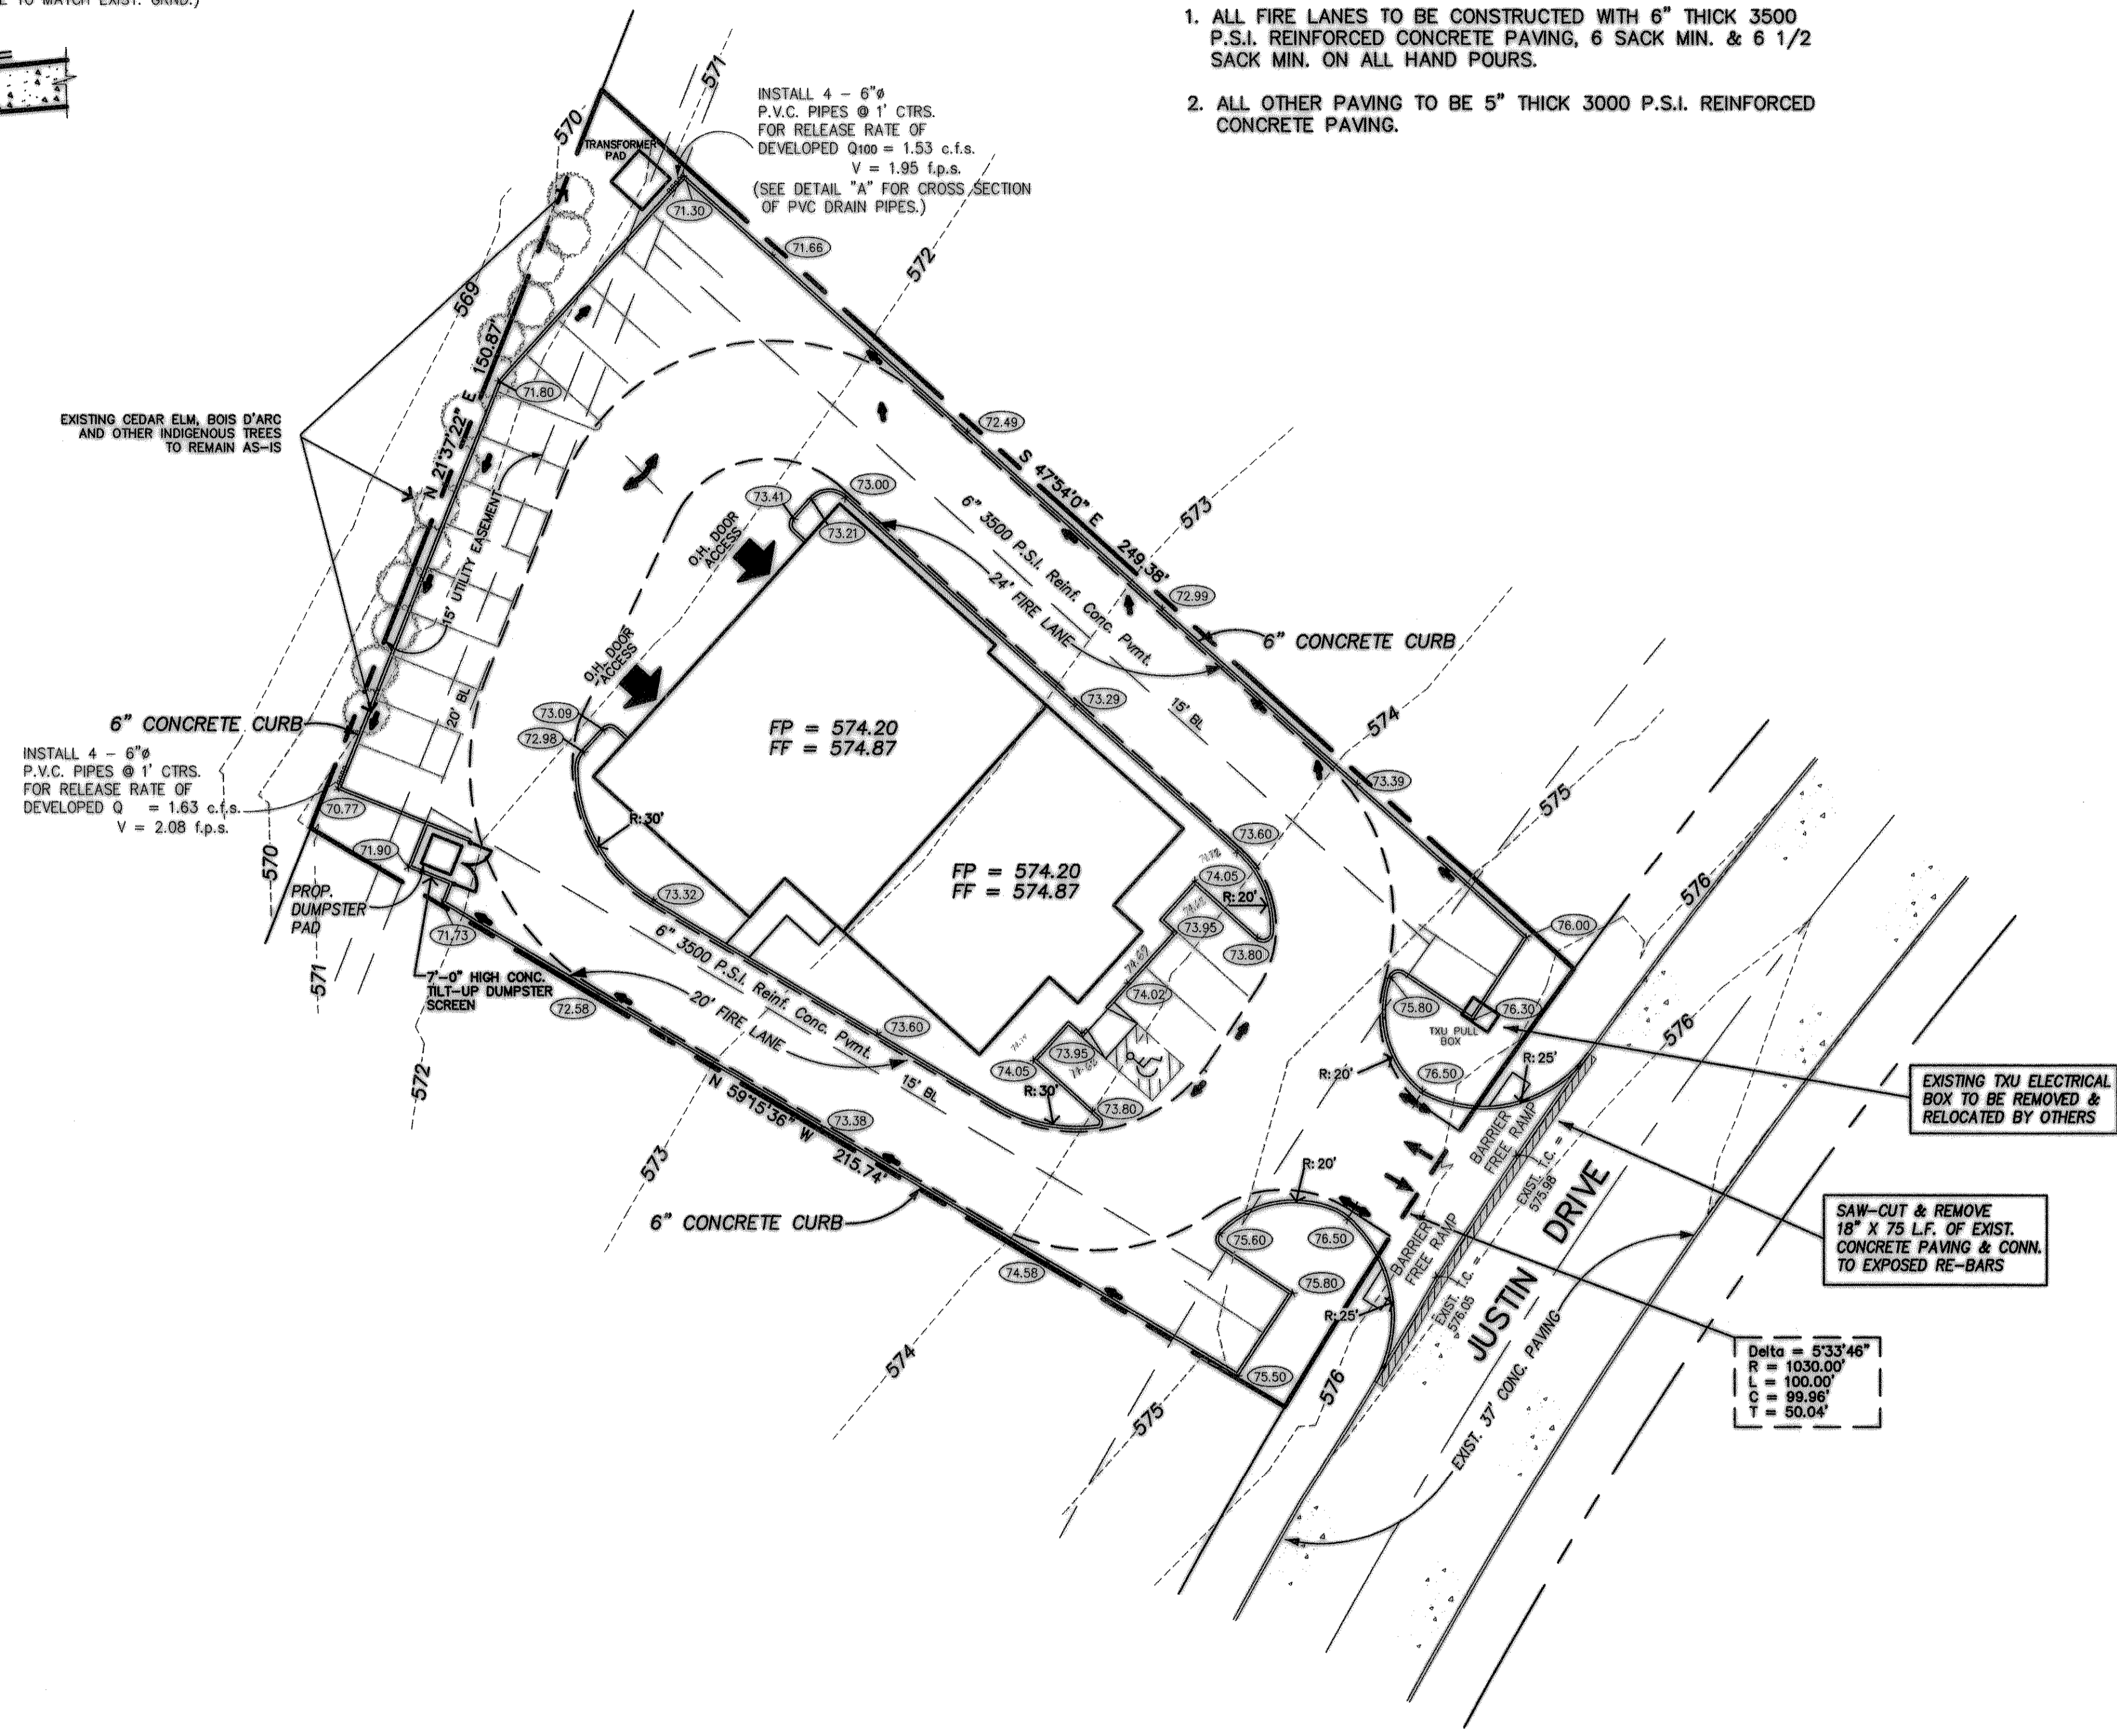 E TO MATCH EXIST. GRND.)
1. ALL FIRE LANES TO BE CONSTRUCTED WITH 6" THICK 3500
P.S.I. REINFORCED CONCRETE PAVING, 6 SACK MIN. & 6 1/2
SACK MIN. ON ALL HAND POURS.
2. ALL OTHER PAVING TO BE 5" THICK 3000 P.S.I. REINFORCED
CONCRETE PAVING.
571
INSTALL 4 - 6"ø
P.V.C. PIPES @ 1' CTRS.
FOR RELEASE RATE OF
DEVELOPED Q100 = 1.53 c.f.s.
V = 1.95 f.p.s.
(SEE DETAIL "A" FOR CROSS SECTION
OF PVC DRAIN PIPES.)
570
TRANSFORMER
PAD
71.30
71.66
572
569
N 21°37'22" E 150.87'
71.80
EXISTING CEDAR ELM, BOIS D'ARC
AND OTHER INDIGENOUS TREES
TO REMAIN AS-IS
72.49
S 47°54'0" E 249.38'
573
73.41
73.00
73.21
O.H. DOOR
ACCESS
6" 3500 P.S.I. Reinf. Conc. Pvmt.
24' FIRE LANE
15' UTILITY EASEMENT
72.99
6" CONCRETE CURB
O.H. DOOR
ACCESS
20' BL
73.29
15' BL
574
73.09
72.98
FP = 574.20
FF = 574.87
6" CONCRETE CURB
INSTALL 4 - 6"ø
P.V.C. PIPES @ 1' CTRS.
FOR RELEASE RATE OF
DEVELOPED Q = 1.63 c.f.s.
V = 2.08 f.p.s.
70.77
73.39
575
R: 30'
73.60
71.90
570
FP = 574.20
FF = 574.87
74.05
R: 20'
576
73.32
PROP.
DUMPSTER
PAD
71.73
73.95
73.80
76.00
571
7'-0" HIGH CONC.
TILT-UP DUMPSTER
SCREEN
6" 3500 P.S.I. Reinf. Conc. Pvmt.
20' FIRE LANE
72.58
74.62
74.02
75.80
76.30
TXU PULL
BOX
576
73.60
73.95
74.05
R: 30'
73.80
15' BL
572
R: 20'
R: 25'
76.50
EXISTING TXU ELECTRICAL
BOX TO BE REMOVED &
RELOCATED BY OTHERS
N 59°15'36" W 215.74'
73.38
573
BARRIER
FREE RAMP
EXIST. T.C. =
575.98
R: 20'
6" CONCRETE CURB
75.60
76.50
BARRIER
FREE RAMP
EXIST. T.C. =
576.05
JUSTIN DRIVE
SAW-CUT & REMOVE
18" X 75 L.F. OF EXIST.
CONCRETE PAVING & CONN.
TO EXPOSED RE-BARS
74.58
75.80
R: 25'
574
75.50
576
575
EXIST. 37' CONC. PAVING
Delta = 5°33'46"
R = 1030.00'
L = 100.00'
C = 99.96'
T = 50.04'